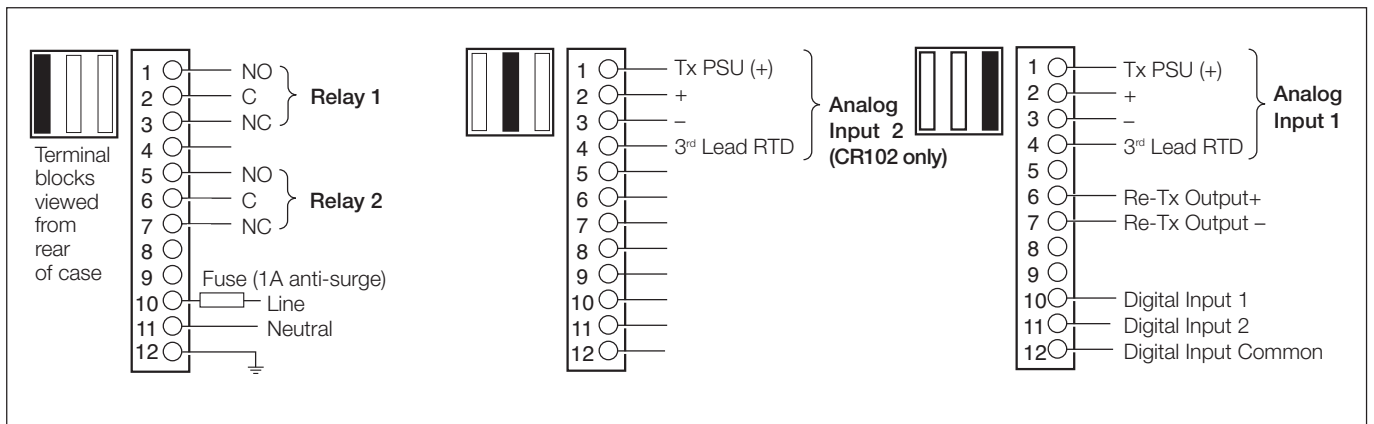 1 NO
2 C
3 NC
Relay 1
4
5 NO
6 C
7 NC
Relay 2
8
9
Fuse (1A anti-surge)
10 Line
11 Neutral
12
Terminal
blocks
viewed
from
rear
of case
1 Tx PSU (+)
2 +
3 –
4 3rd Lead RTD
Analog
Input 2
(CR102 only)
5
6
7
8
9
10
11
12
1 Tx PSU (+)
2 +
3 –
4 3rd Lead RTD
Analog
Input 1
5
6 Re-Tx Output+
7 Re-Tx Output –
8
9
10 Digital Input 1
11 Digital Input 2
12 Digital Input Common